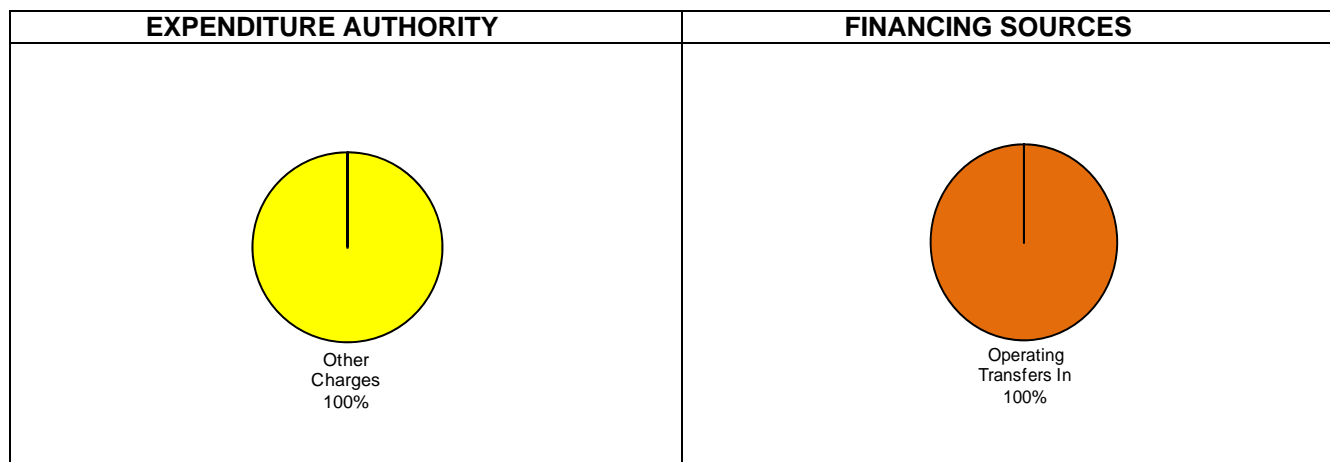 EXPENDITURE AUTHORITY
FINANCING SOURCES
Other
Charges
100%
Operating
Transfers In
100%